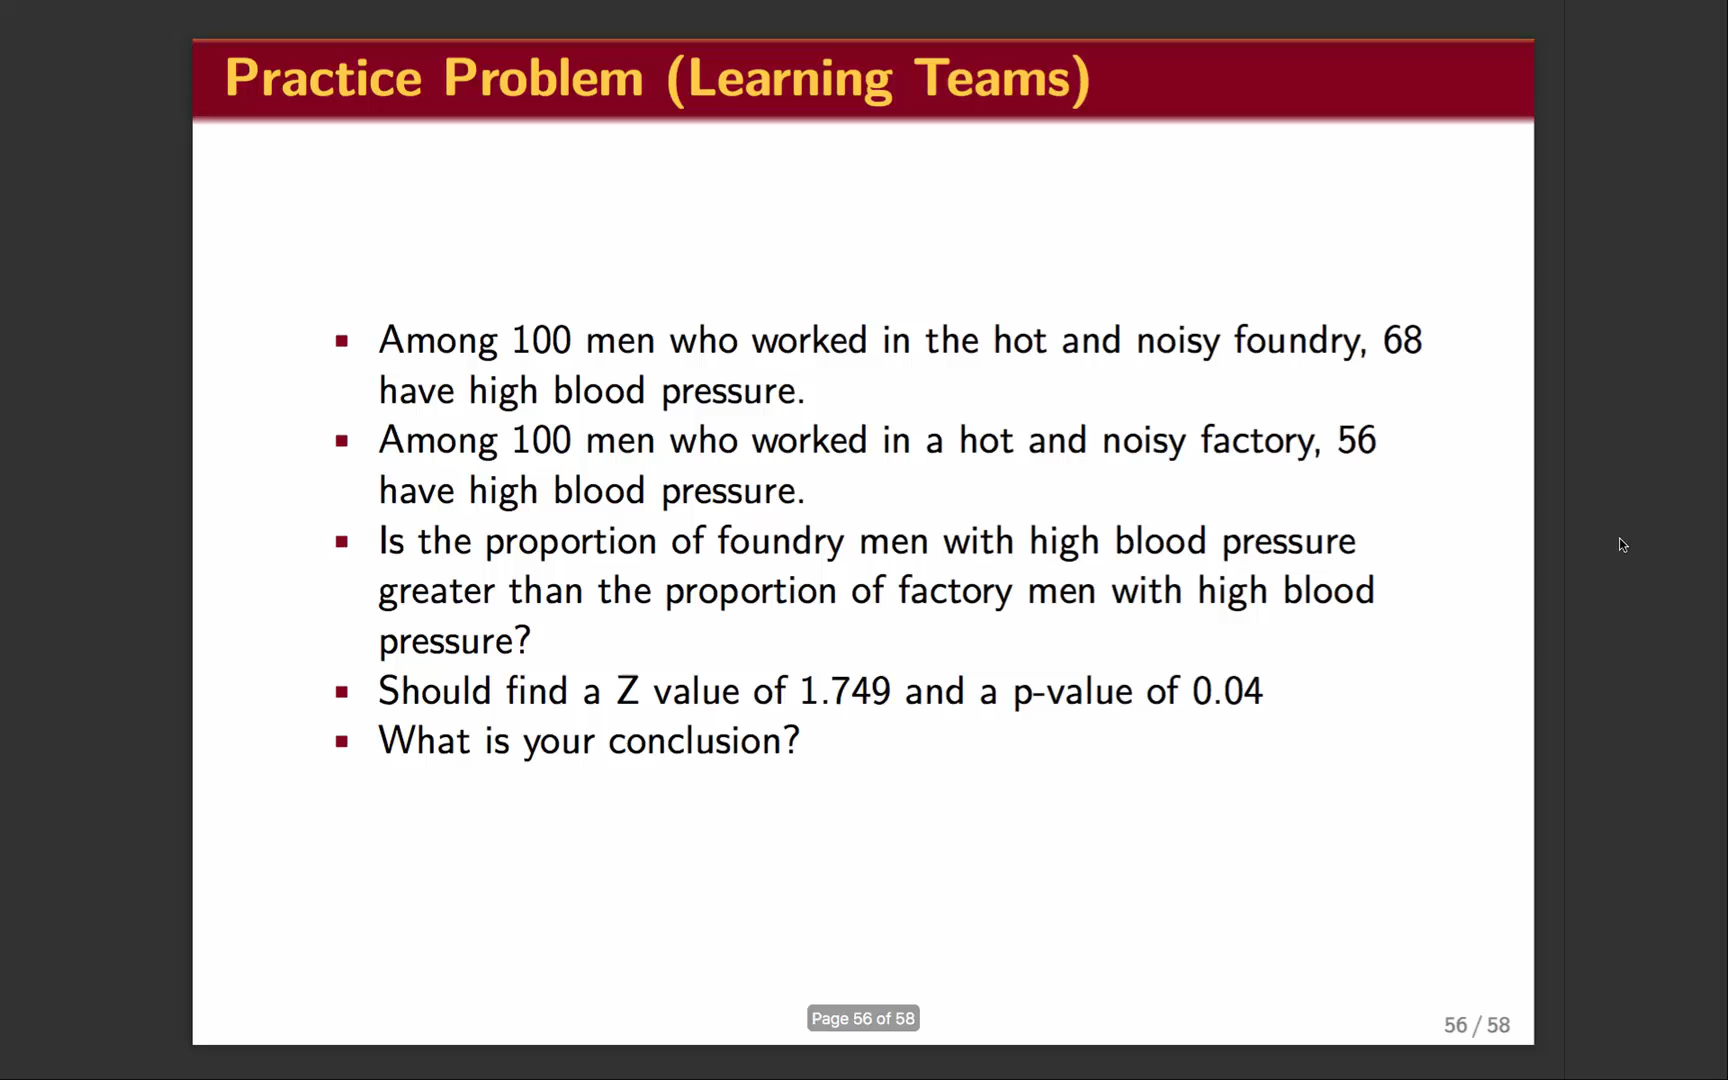 Practice Problem (Learning Teams)
Among 100 men who worked in the hot and noisy foundry, 68
have high blood pressure.
Among 100 men who worked in a hot and noisy factory, 56
have high blood pressure.
Is the proportion of foundry men with high blood pressure
greater than the proportion of factory men with high blood
pressure?
Should find a Z value of 1.749 and a p-value of 0.04
What is your conclusion?
Page 56 of 58
56 / 58